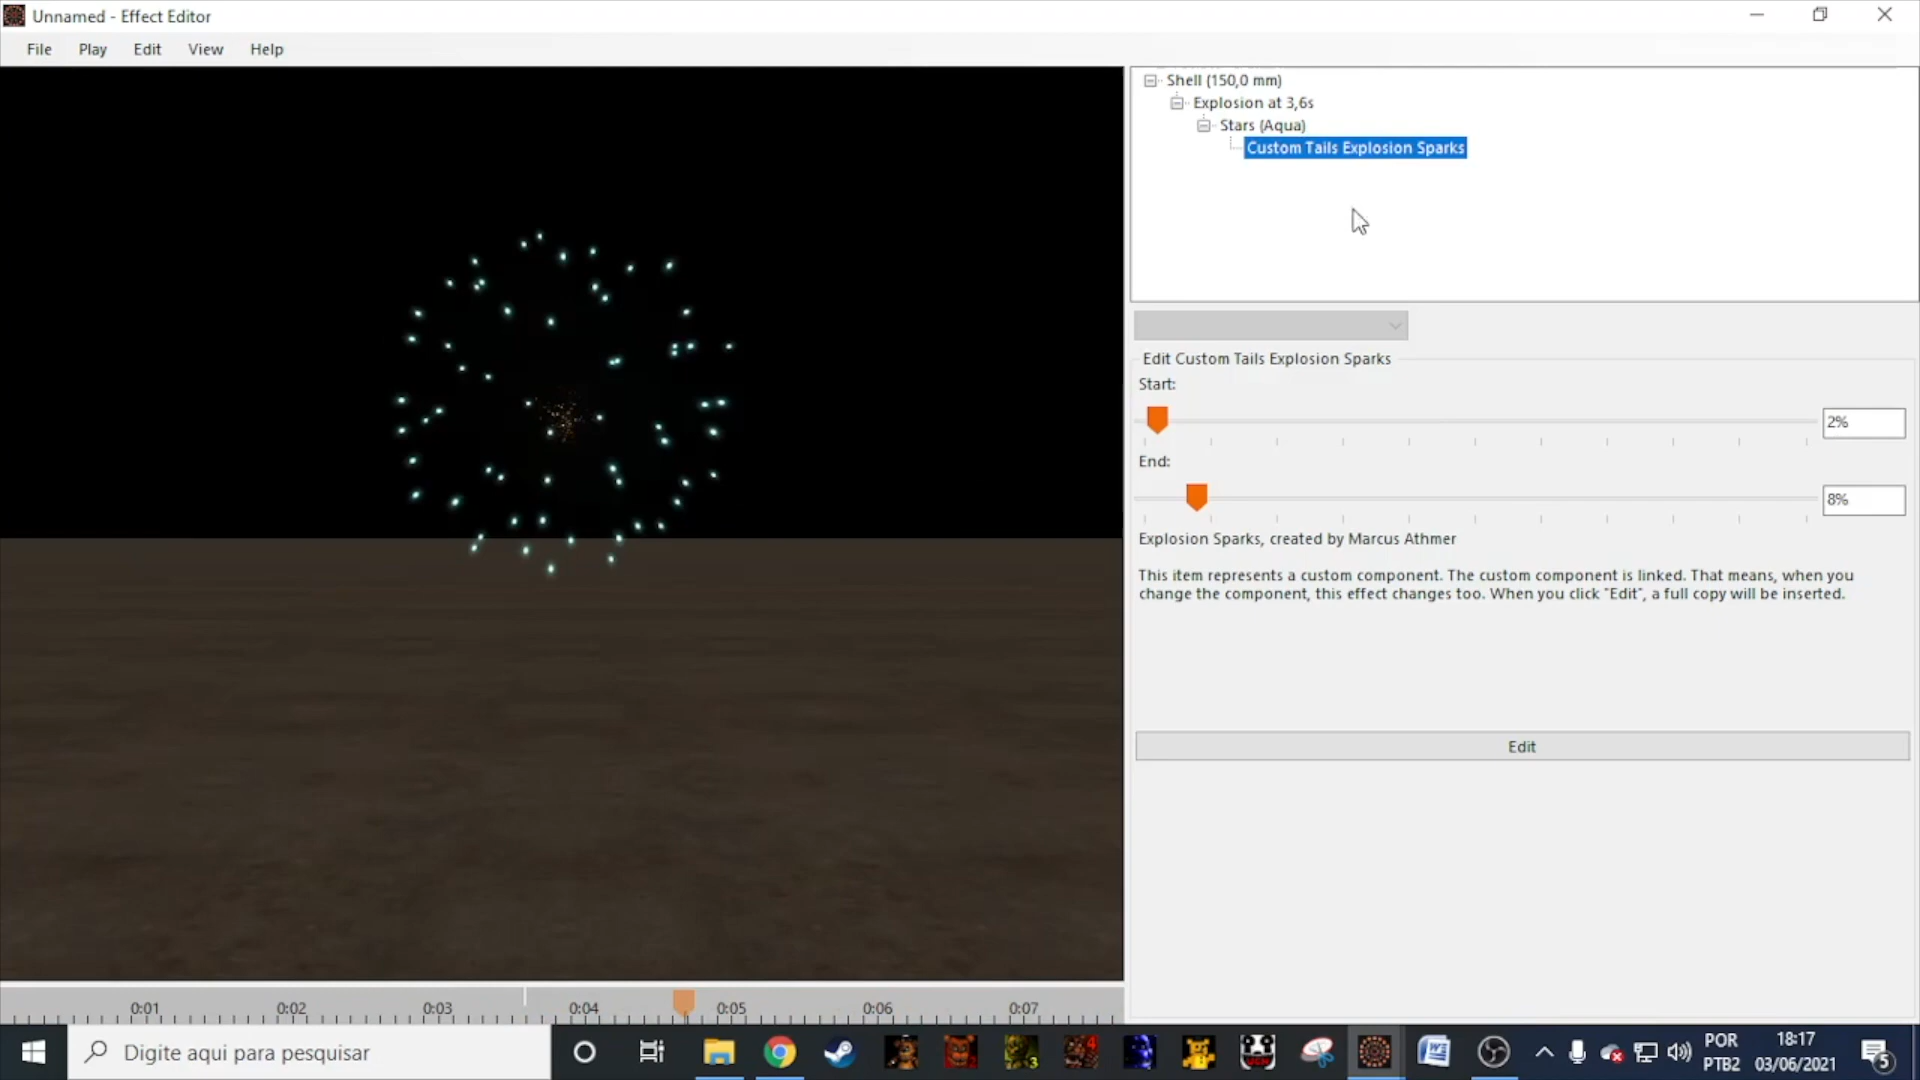 Unnamed - Effect Editor
File Play Edit View Help
Shell (150,0 mm)
Explosion at 3,6s
Stars (Aqua)
Custom Tails Explosion Sparks
Edit Custom Tails Explosion Sparks
Start:
2%
End:
8%
Explosion Sparks, created by Marcus Athmer
This item represents a custom component. The custom component is linked. That means, when you
change the component, this effect changes too. When you click "Edit", a full copy will be inserted.
Edit
0:01 0:02 0:03 0:04 0:05 0:06 0:07
Digite aqui para pesquisar
3
4
UCN
POR
PTB2
18:17
03/06/2021
5